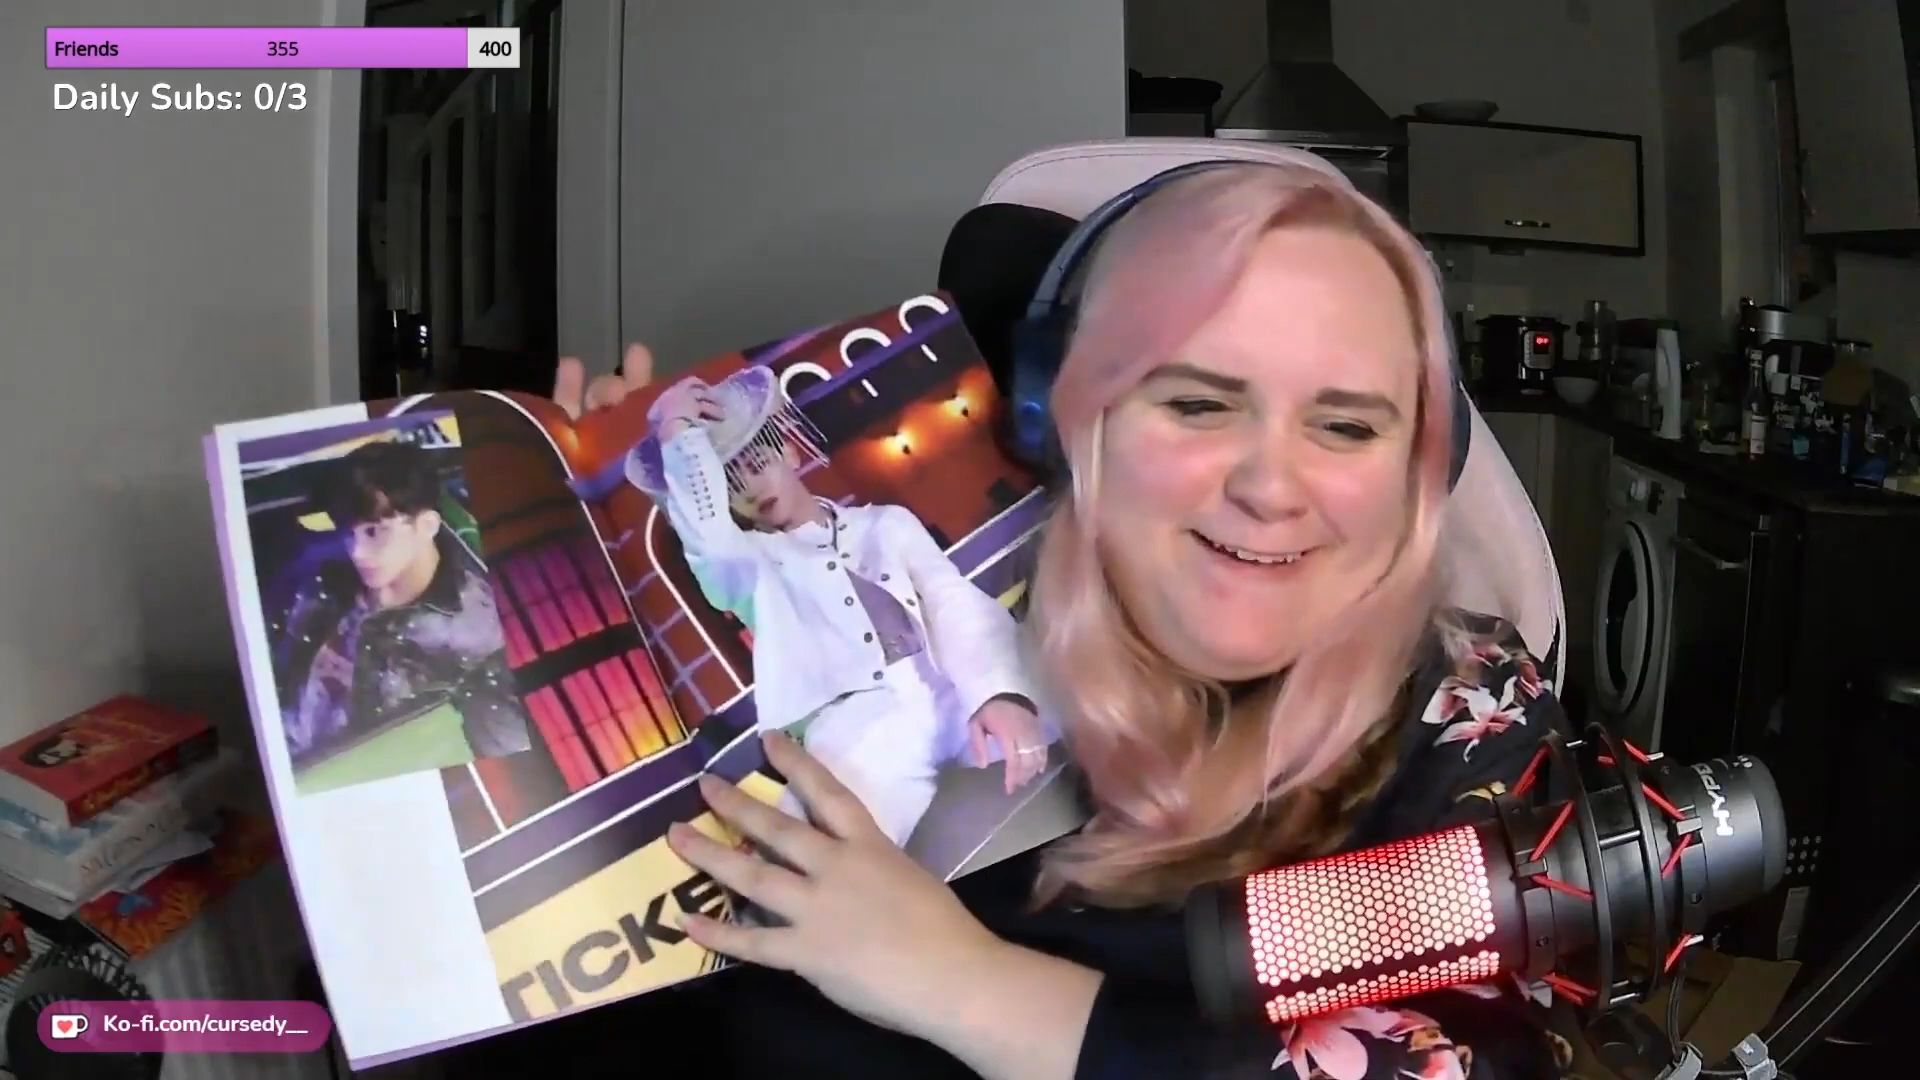 Friends 355 400
Daily Subs: 0/3
TICKE
HYPE
Ko-fi.com/cursedy__